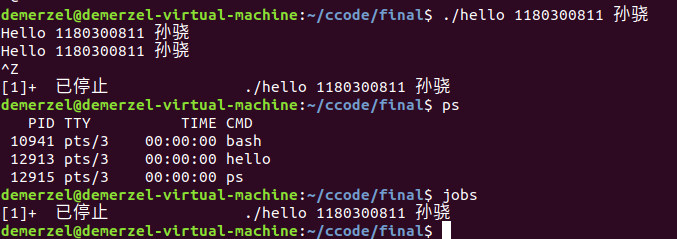 demerzel@demerzel-virtual-machine:~/ccode/final$ ./hello 1180300811 孙骁
Hello 1180300811 孙骁
Hello 1180300811 孙骁
^Z
[1]+  已停止               ./hello 1180300811 孙骁
demerzel@demerzel-virtual-machine:~/ccode/final$ ps
   PID TTY          TIME CMD
 10941 pts/3    00:00:00 bash
 12913 pts/3    00:00:00 hello
 12915 pts/3    00:00:00 ps
demerzel@demerzel-virtual-machine:~/ccode/final$ jobs
[1]+  已停止               ./hello 1180300811 孙骁
demerzel@demerzel-virtual-machine:~/ccode/final$